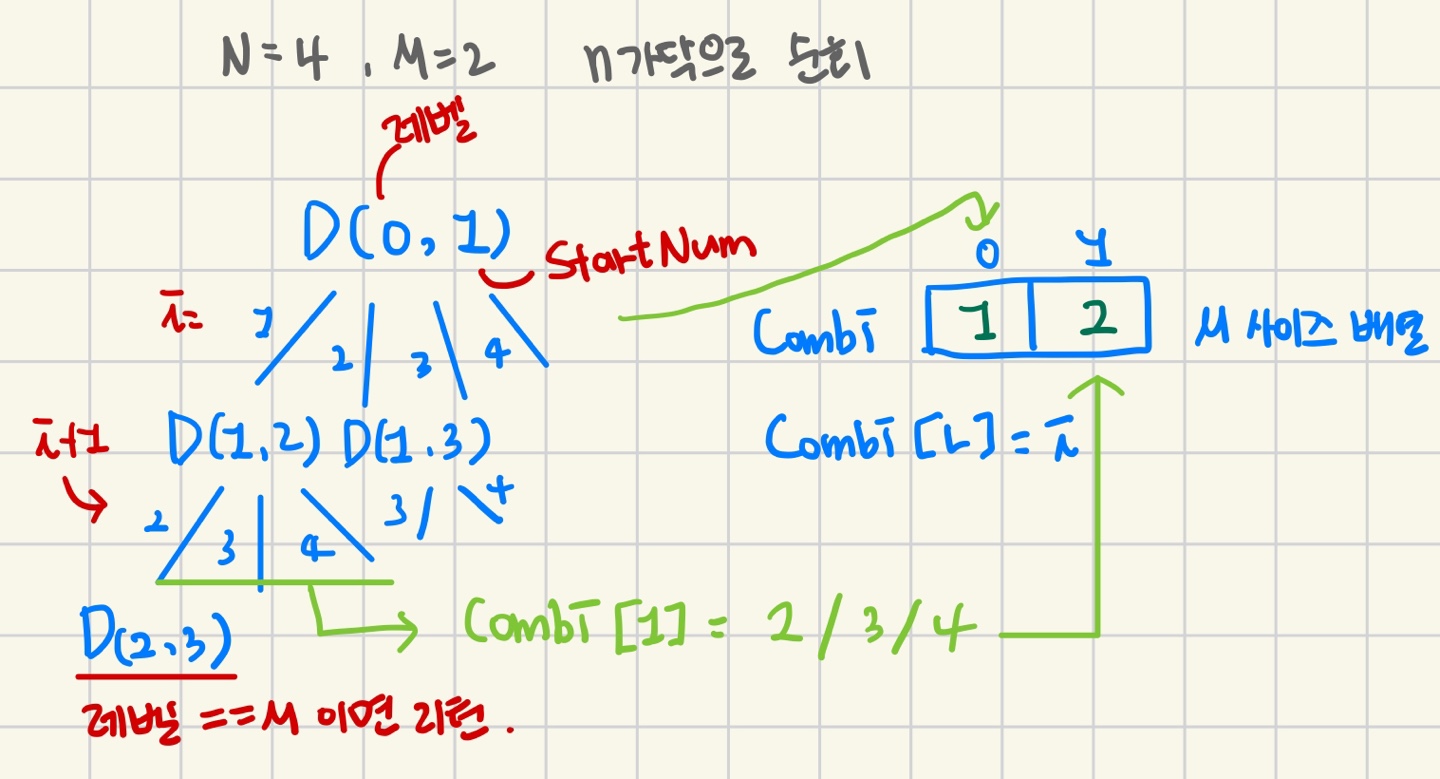 N=4 , M=2 n가닥으로 순회
레벨
D(0,1)
StartNum
i=
1 2 3 4
0 1
Combi 1 2 M 사이즈 배열
i+1
D(1,2) D(1,3)
Combi[L]=i
2 3 4 3 4
D(2,3)
Combi[1] = 2/3/4
레벨 ==M 이면 리턴.